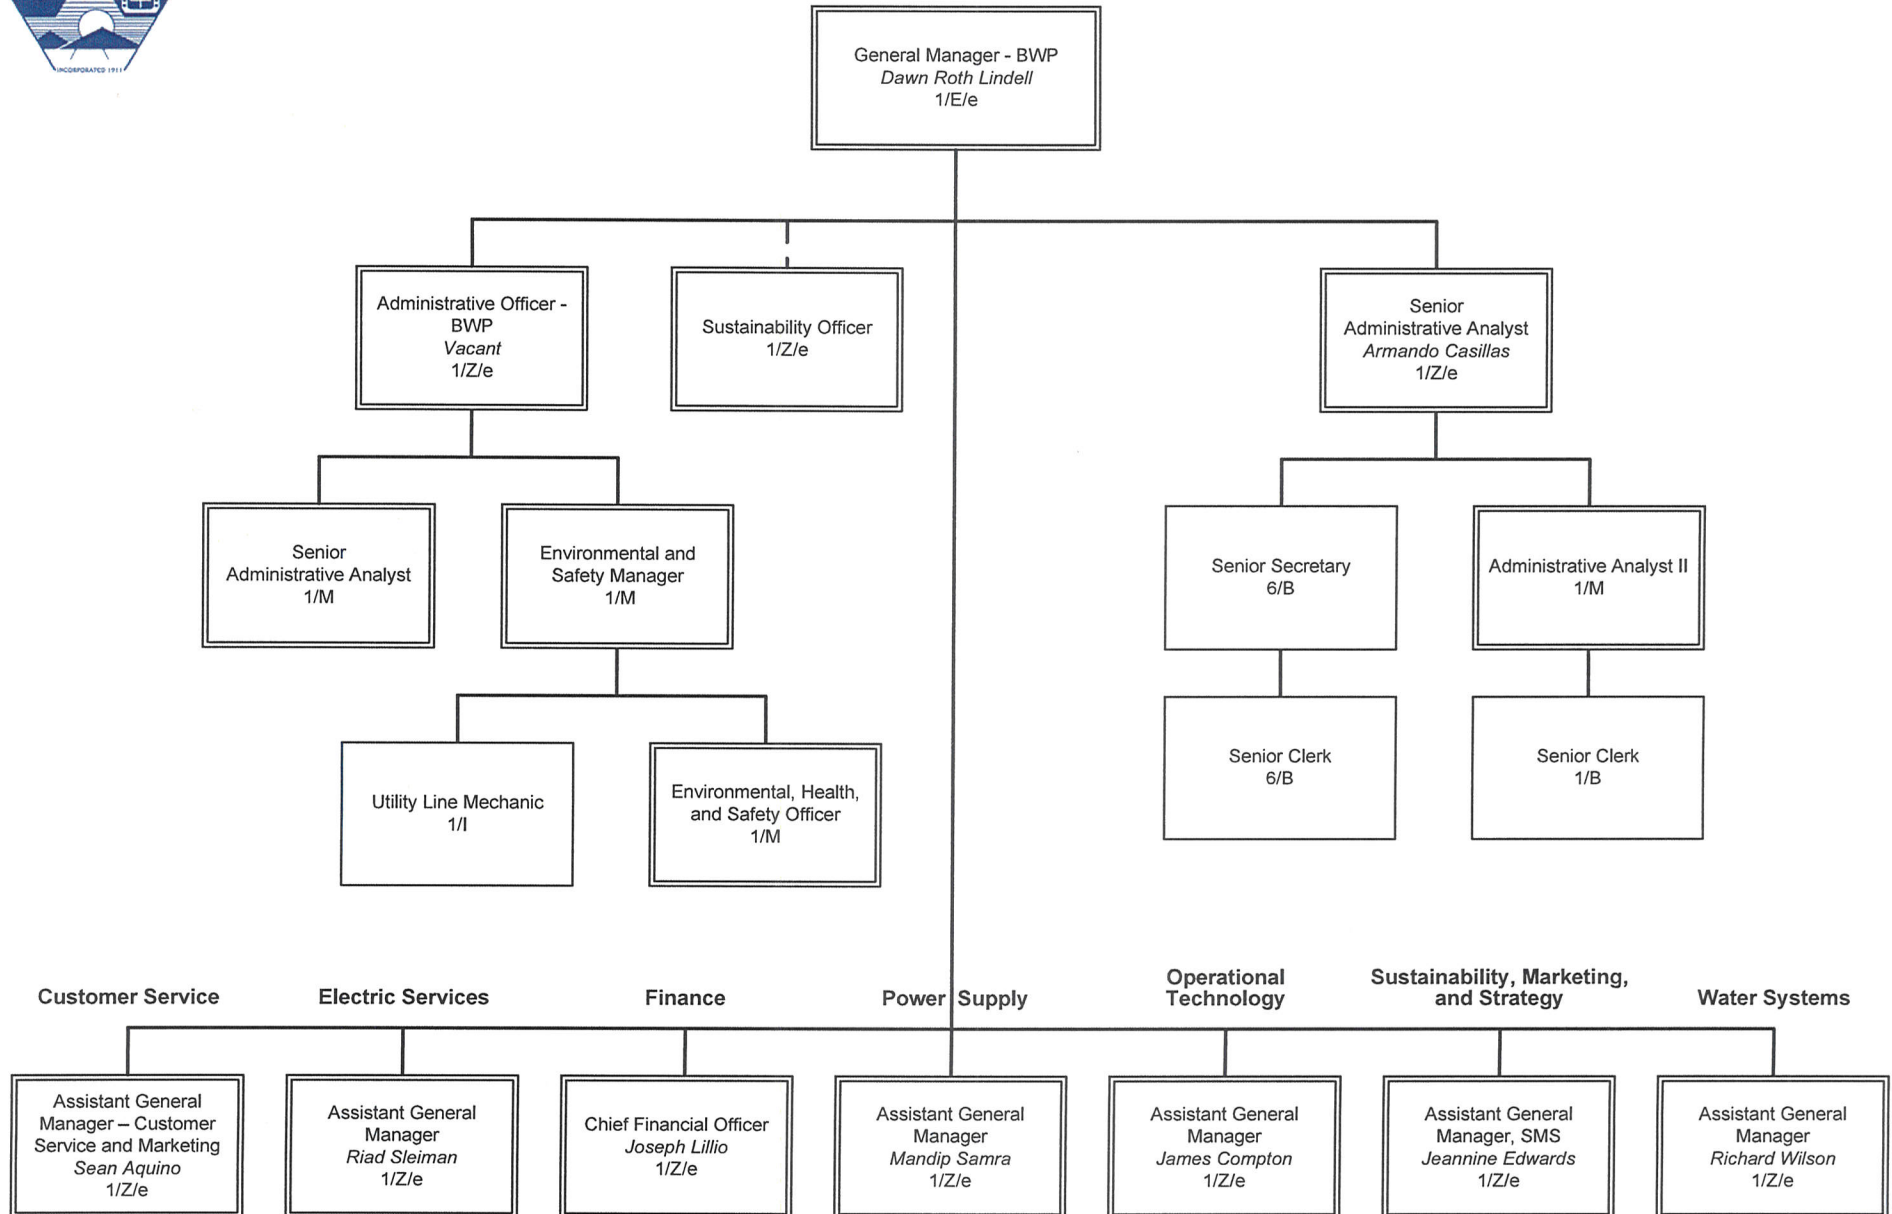 INCORPORATED 1911
General Manager - BWP
Dawn Roth Lindell
1/E/e
Administrative Officer -
BWP
Vacant
1/Z/e
Sustainability Officer
1/Z/e
Senior
Administrative Analyst
Armando Casillas
1/Z/e
Senior
Administrative Analyst
1/M
Environmental and
Safety Manager
1/M
Senior Secretary
6/B
Administrative Analyst II
1/M
Utility Line Mechanic
1/I
Environmental, Health,
and Safety Officer
1/M
Senior Clerk
6/B
Senior Clerk
1/B
Customer Service
Electric Services
Finance
Power Supply
Operational
Technology
Sustainability, Marketing,
and Strategy
Water Systems
Assistant General
Manager – Customer
Service and Marketing
Sean Aquino
1/Z/e
Assistant General
Manager
Riad Sleiman
1/Z/e
Chief Financial Officer
Joseph Lillio
1/Z/e
Assistant General
Manager
Mandip Samra
1/Z/e
Assistant General
Manager
James Compton
1/Z/e
Assistant General
Manager, SMS
Jeannine Edwards
1/Z/e
Assistant General
Manager
Richard Wilson
1/Z/e